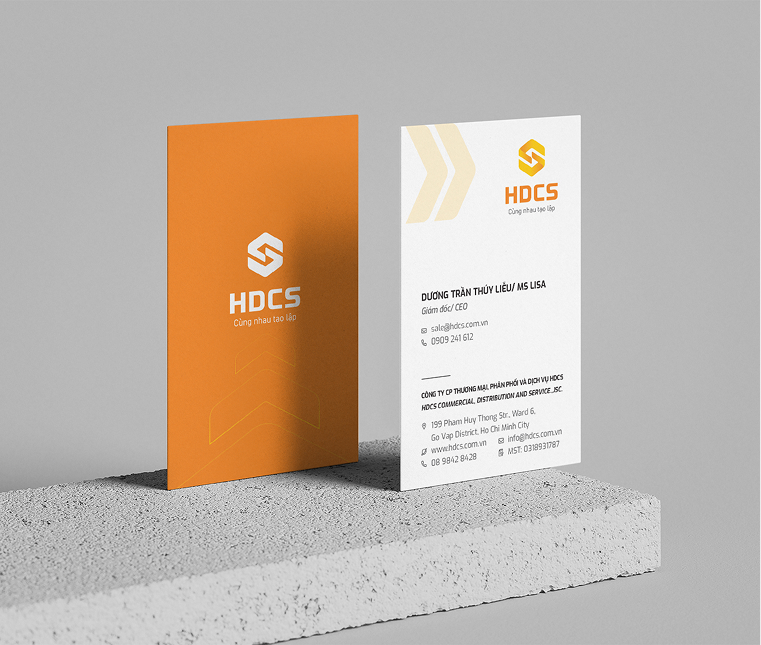 HDCS
Cùng nhau tạo lập
HDCS
Cùng nhau tạo lập
DƯƠNG TRẦN THÚY LIỄU/ MS LISA
Giám đốc/ CEO
sale@hdcs.com.vn
0909 241 612
CÔNG TY CP THƯƠNG MẠI, PHÂN PHỐI VÀ DỊCH VỤ HDCS
HDCS COMMERCIAL, DISTRIBUTION AND SERVICE.,JSC.
199 Pham Huy Thong Str., Ward 6,
Go Vap District, Ho Chi Minh City
www.hdcs.com.vn info@hdcs.com.vn
08 9842 8428 MST: 0318931787